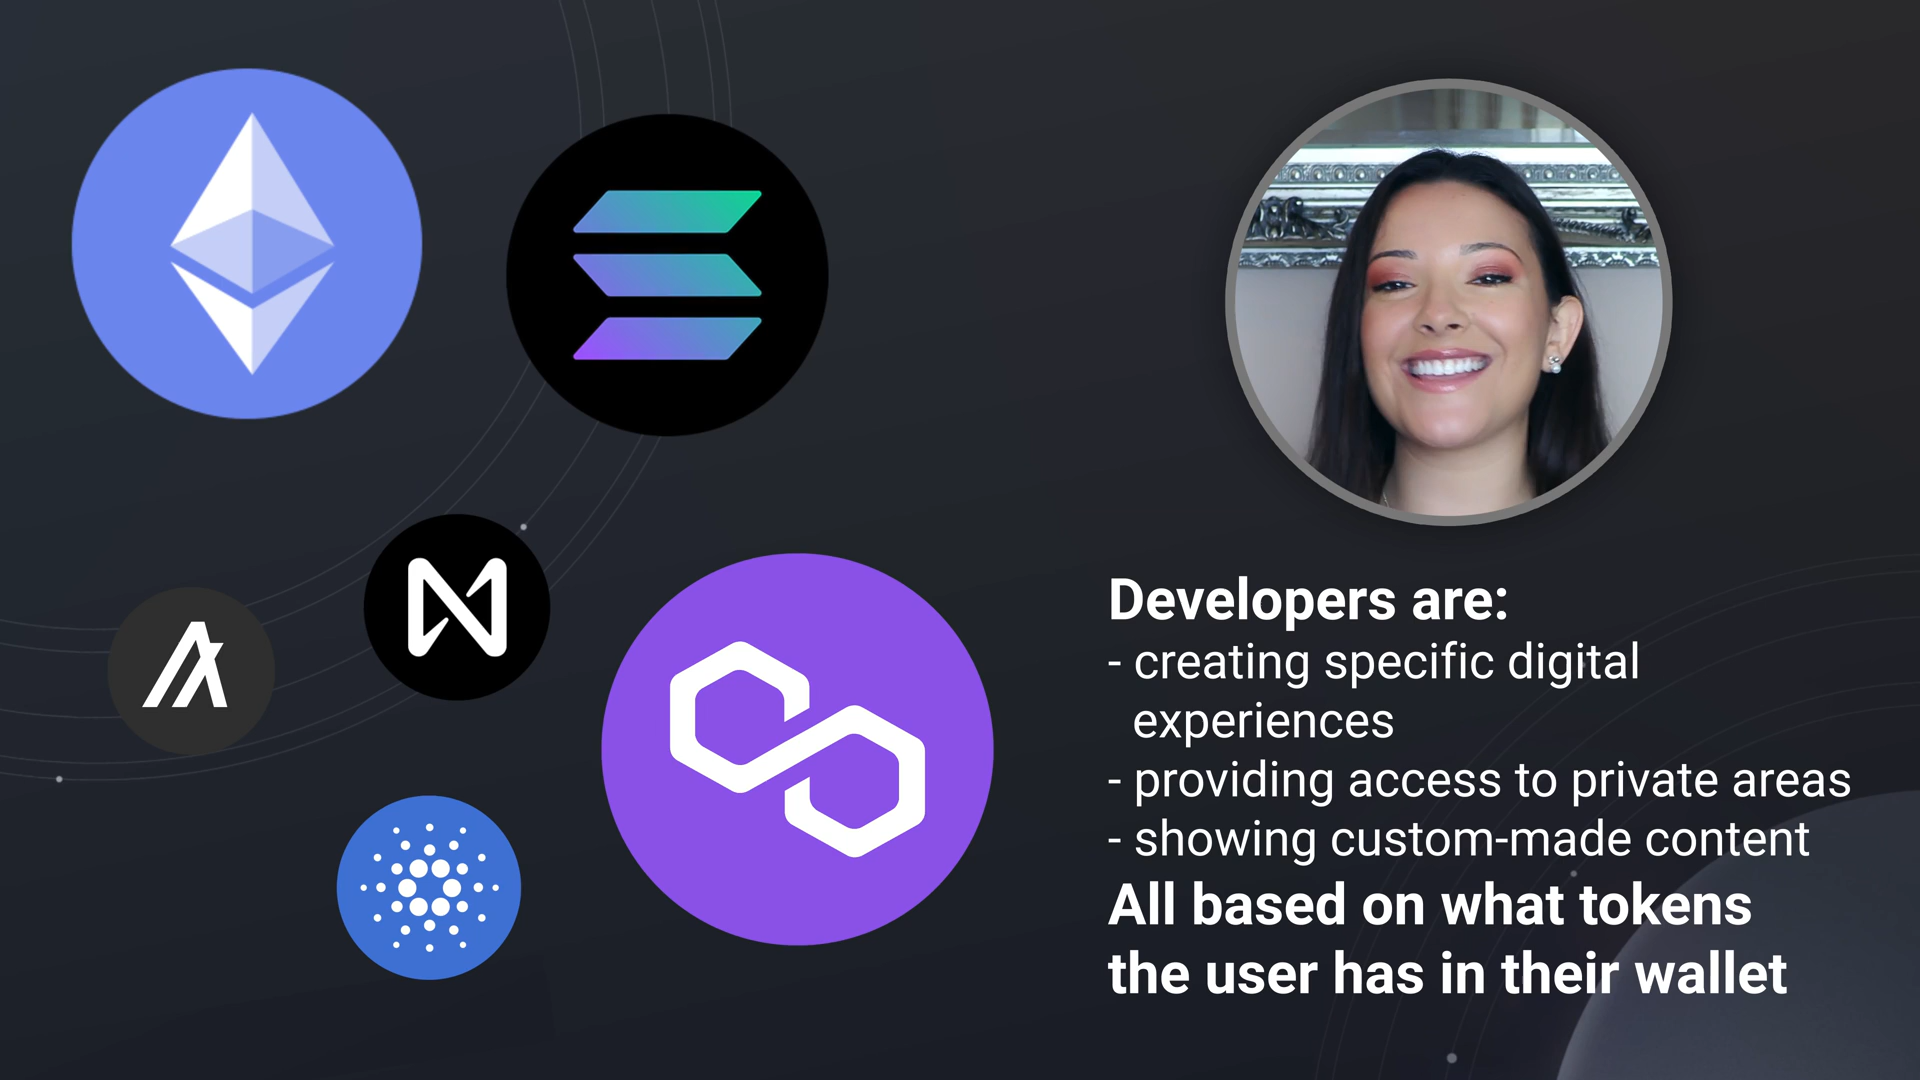 Developers are:
- creating specific digital
experiences
- providing access to private areas
- showing custom-made content
All based on what tokens
the user has in their wallet